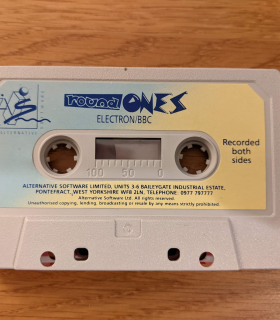 round ONES
ELECTRON/BBC
ALTERNATIVE
SOFTWARE
Recorded
both
sides
100 50 0
ALTERNATIVE SOFTWARE LIMITED, UNITS 3-6 BAILEYGATE INDUSTRIAL ESTATE,
PONTEFRACT, WEST YORKSHIRE WF8 2LN, TELEPHONE: 0977 797777
Alternative Software Ltd. All rights reserved.
Unauthorised copying, lending, broadcasting or resale by any means strictly prohibited.